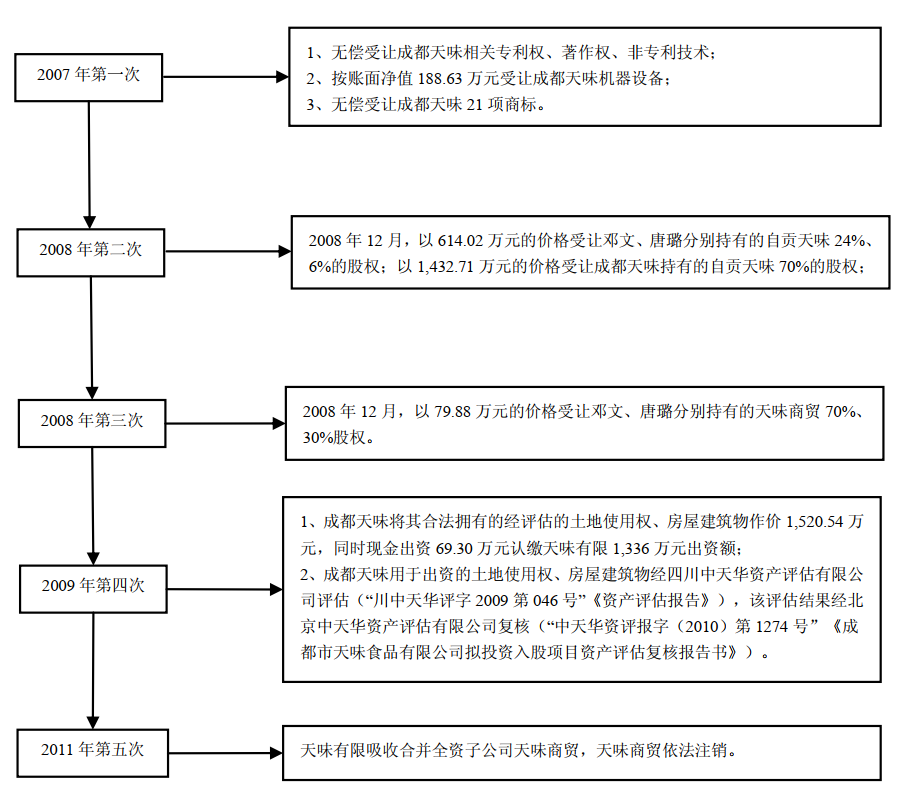 2007 年第一次
1、无偿受让成都天味相关专利权、著作权、非专利技术；
2、按账面净值 188.63 万元受让成都天味机器设备；
3、无偿受让成都天味 21 项商标。
2008 年第二次
2008 年 12 月，以 614.02 万元的价格受让邓文、唐璐分别持有的自贡天味 24%、
6%的股权；以 1,432.71 万元的价格受让成都天味持有的自贡天味 70%的股权；
2008 年第三次
2008 年 12 月，以 79.88 万元的价格受让邓文、唐璐分别持有的天味商贸 70%、
30%股权。
2009 年第四次
1、成都天味将其合法拥有的经评估的土地使用权、房屋建筑物作价 1,520.54 万
元，同时现金出资 69.30 万元认缴天味有限 1,336 万元出资额；
2、成都天味用于出资的土地使用权、房屋建筑物经四川中天华资产评估有限公
司评估（“川中天华评字 2009 第 046 号”《资产评估报告》），该评估结果经北
京中天华资产评估有限公司复核（“中天华资评报字（2010）第 1274 号” 《成
都市天味食品有限公司拟投资入股项目资产评估复核报告书》）。
2011 年第五次
天味有限吸收合并全资子公司天味商贸，天味商贸依法注销。